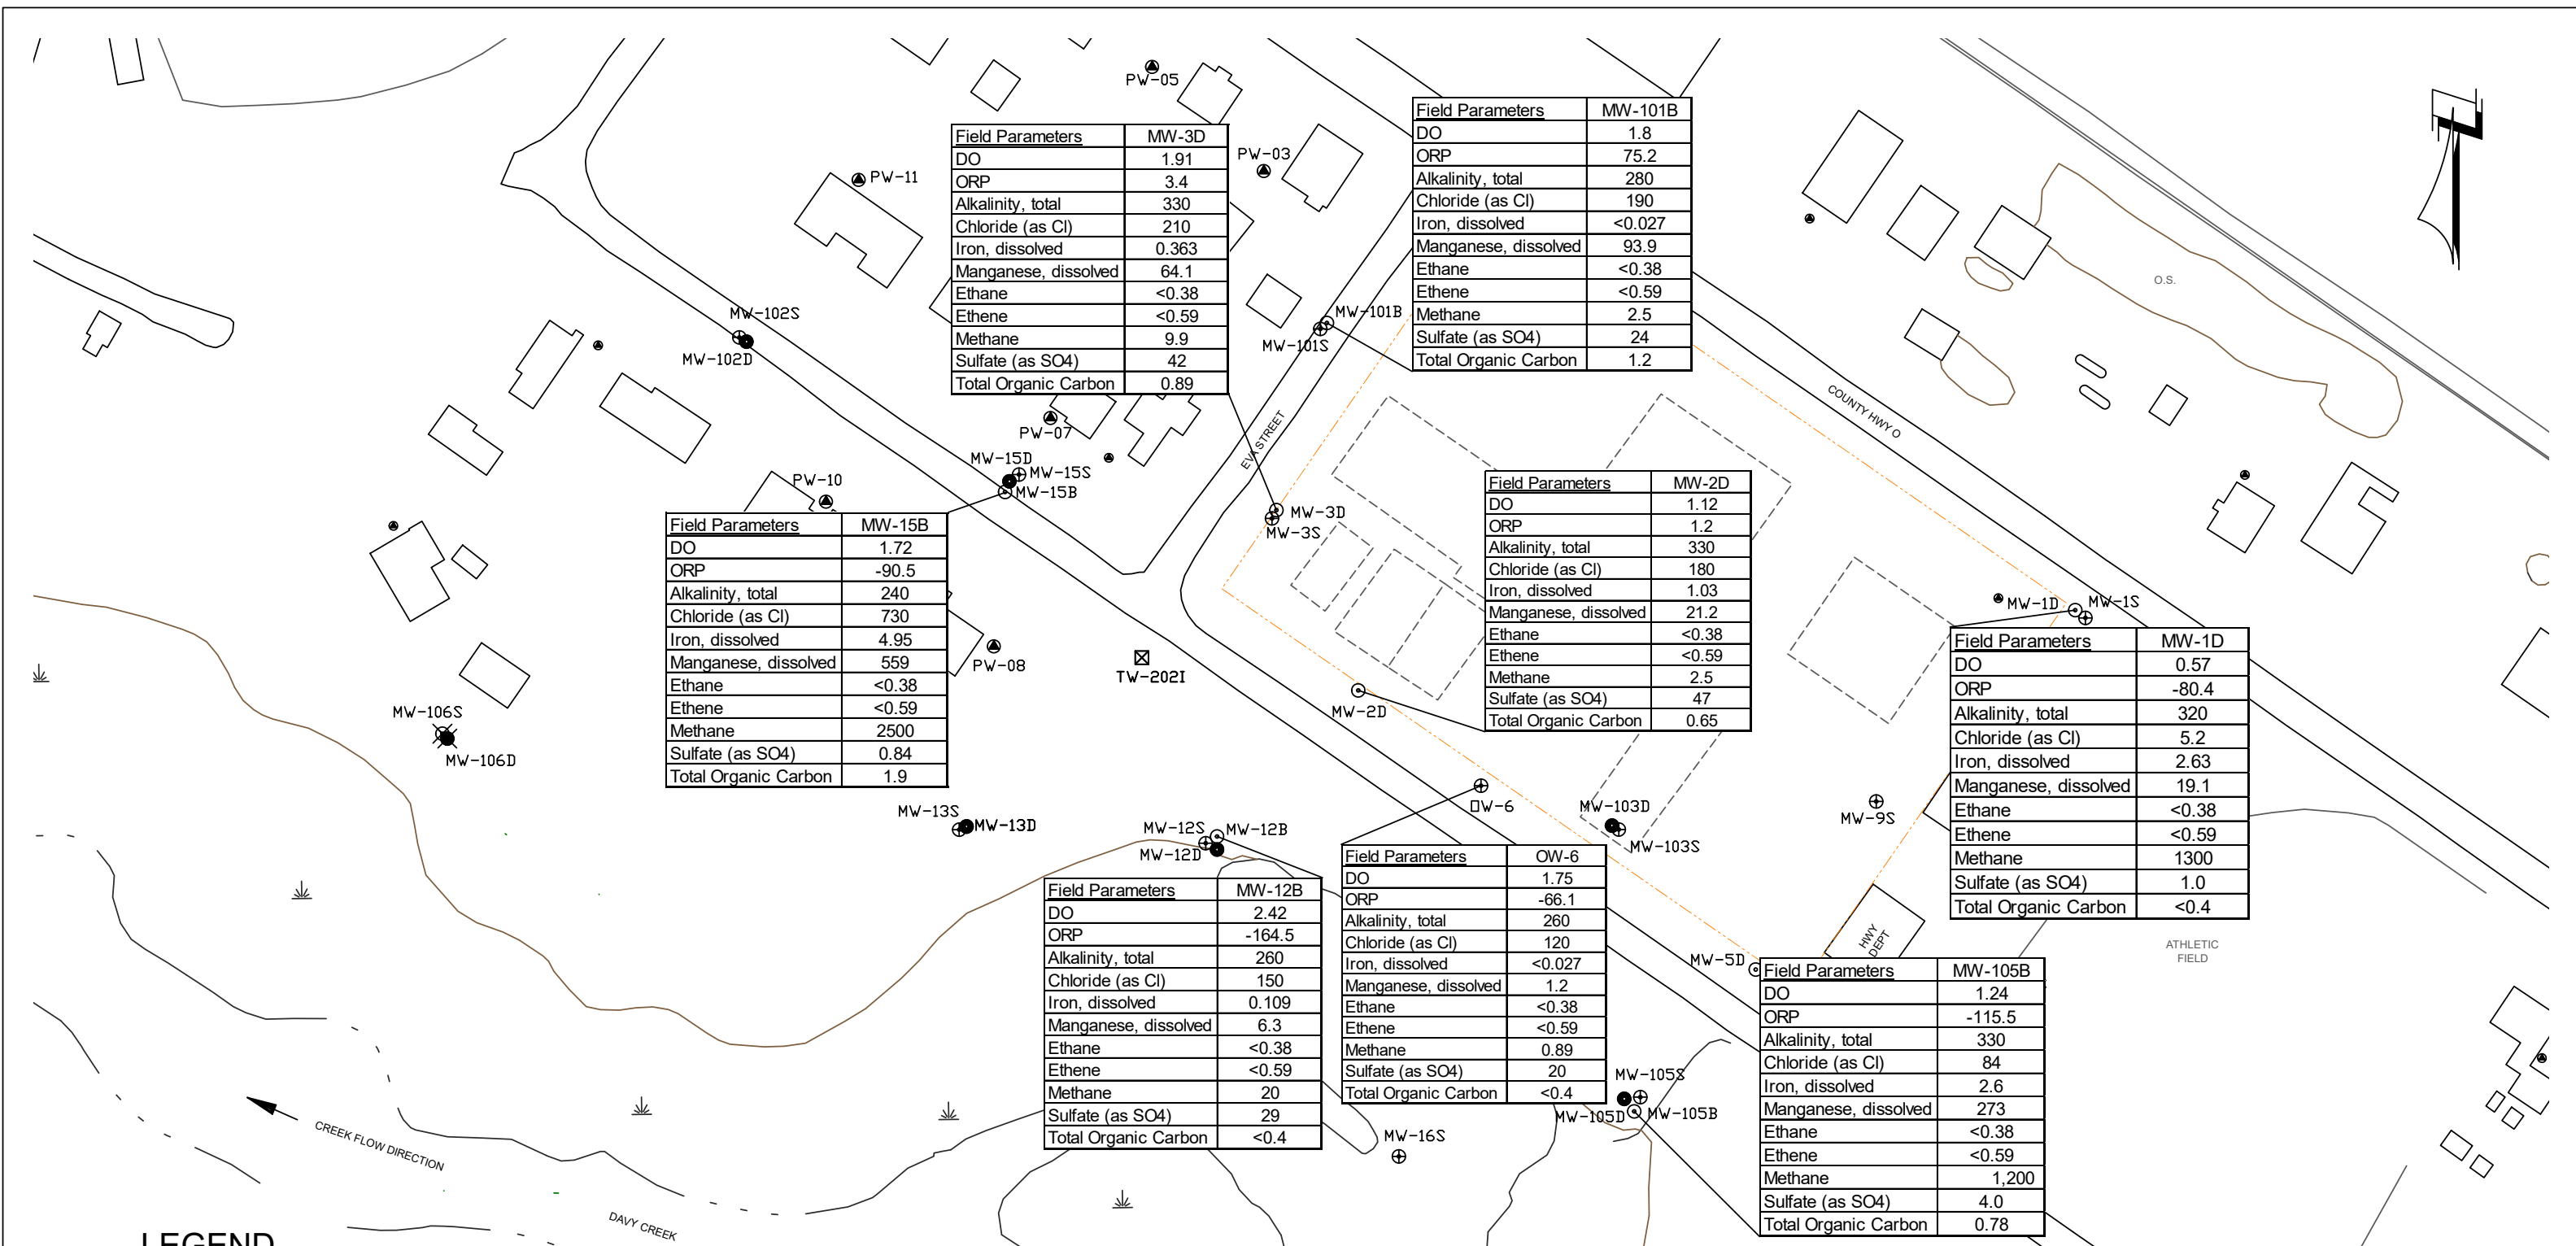 PW-05
Field Parameters MW-3D
DO 1.91
ORP 3.4
Alkalinity, total 330
Chloride (as Cl) 210
Iron, dissolved 0.363
Manganese, dissolved 64.1
Ethane <0.38
Ethene <0.59
Methane 9.9
Sulfate (as SO4) 42
Total Organic Carbon 0.89
Field Parameters MW-101B
DO 1.8
ORP 75.2
Alkalinity, total 280
Chloride (as Cl) 190
Iron, dissolved <0.027
Manganese, dissolved 93.9
Ethane <0.38
Ethene <0.59
Methane 2.5
Sulfate (as SO4) 24
Total Organic Carbon 1.2
PW-03
PW-11
O.S.
MW-102S
MW-102D
MW-101B
MW-101S
COUNTY HWY O
EVA STREET
PW-07
MW-15D
MW-15S
MW-15B
PW-10
MW-3D
MW-3S
Field Parameters MW-2D
DO 1.12
ORP 1.2
Alkalinity, total 330
Chloride (as Cl) 180
Iron, dissolved 1.03
Manganese, dissolved 21.2
Ethane <0.38
Ethene <0.59
Methane 2.5
Sulfate (as SO4) 47
Total Organic Carbon 0.65
Field Parameters MW-15B
DO 1.72
ORP -90.5
Alkalinity, total 240
Chloride (as Cl) 730
Iron, dissolved 4.95
Manganese, dissolved 559
Ethane <0.38
Ethene <0.59
Methane 2500
Sulfate (as SO4) 0.84
Total Organic Carbon 1.9
MW-1D
MW-1S
Field Parameters MW-1D
DO 0.57
ORP -80.4
Alkalinity, total 320
Chloride (as Cl) 5.2
Iron, dissolved 2.63
Manganese, dissolved 19.1
Ethane <0.38
Ethene <0.59
Methane 1300
Sulfate (as SO4) 1.0
Total Organic Carbon <0.4
PW-08
TW-202I
MW-2D
MW-106S
MW-106D
OW-6
MW-103D
MW-103S
MW-9S
MW-13S
MW-13D
MW-12S
MW-12B
MW-12D
Field Parameters OW-6
DO 1.75
ORP -66.1
Alkalinity, total 260
Chloride (as Cl) 120
Iron, dissolved <0.027
Manganese, dissolved 1.2
Ethane <0.38
Ethene <0.59
Methane 0.89
Sulfate (as SO4) 20
Total Organic Carbon <0.4
Field Parameters MW-12B
DO 2.42
ORP -164.5
Alkalinity, total 260
Chloride (as Cl) 150
Iron, dissolved 0.109
Manganese, dissolved 6.3
Ethane <0.38
Ethene <0.59
Methane 20
Sulfate (as SO4) 29
Total Organic Carbon <0.4
HWY
DEPT
ATHLETIC
FIELD
MW-5D
Field Parameters MW-105B
DO 1.24
ORP -115.5
Alkalinity, total 330
Chloride (as Cl) 84
Iron, dissolved 2.6
Manganese, dissolved 273
Ethane <0.38
Ethene <0.59
Methane 1,200
Sulfate (as SO4) 4.0
Total Organic Carbon 0.78
MW-105S
MW-105D
MW-105B
MW-16S
CREEK FLOW DIRECTION
DAVY CREEK
LEGEND